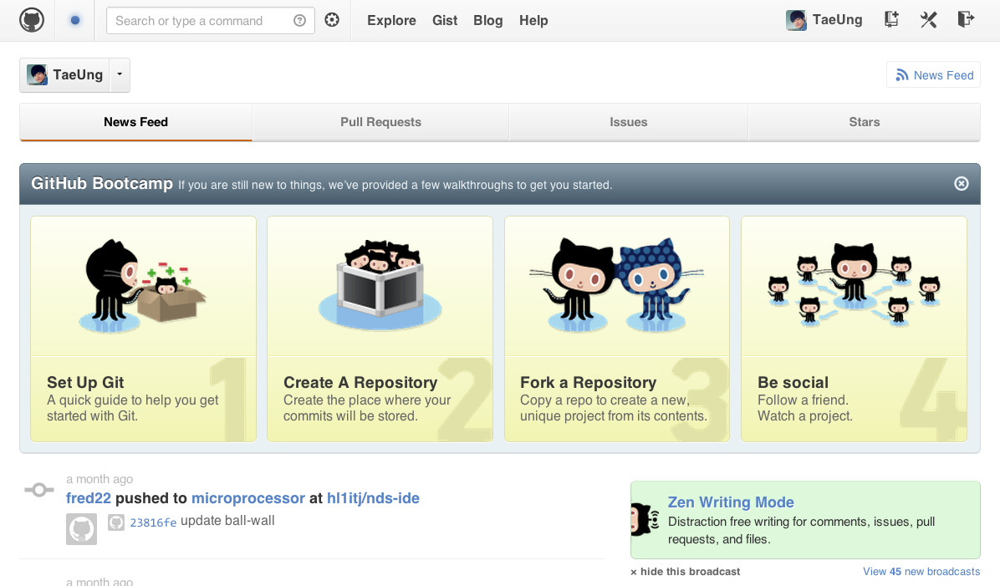 Search or type a command
Explore Gist Blog Help
TaeUng
TaeUng
News Feed
News Feed Pull Requests Issues Stars
GitHub Bootcamp If you are still new to things, we've provided a few walkthroughs to get you started.
1
Set Up Git
A quick guide to help you get
started with Git.
2
Create A Repository
Create the place where your
commits will be stored.
3
Fork a Repository
Copy a repo to create a new,
unique project from its contents.
4
Be social
Follow a friend.
Watch a project.
a month ago
fred22 pushed to microprocessor at hl1itj/nds-ide
23816fe update ball-wall
a month ago
Zen Writing Mode
Distraction free writing for comments, issues, pull
requests, and files.
× hide this broadcast
View 45 new broadcasts